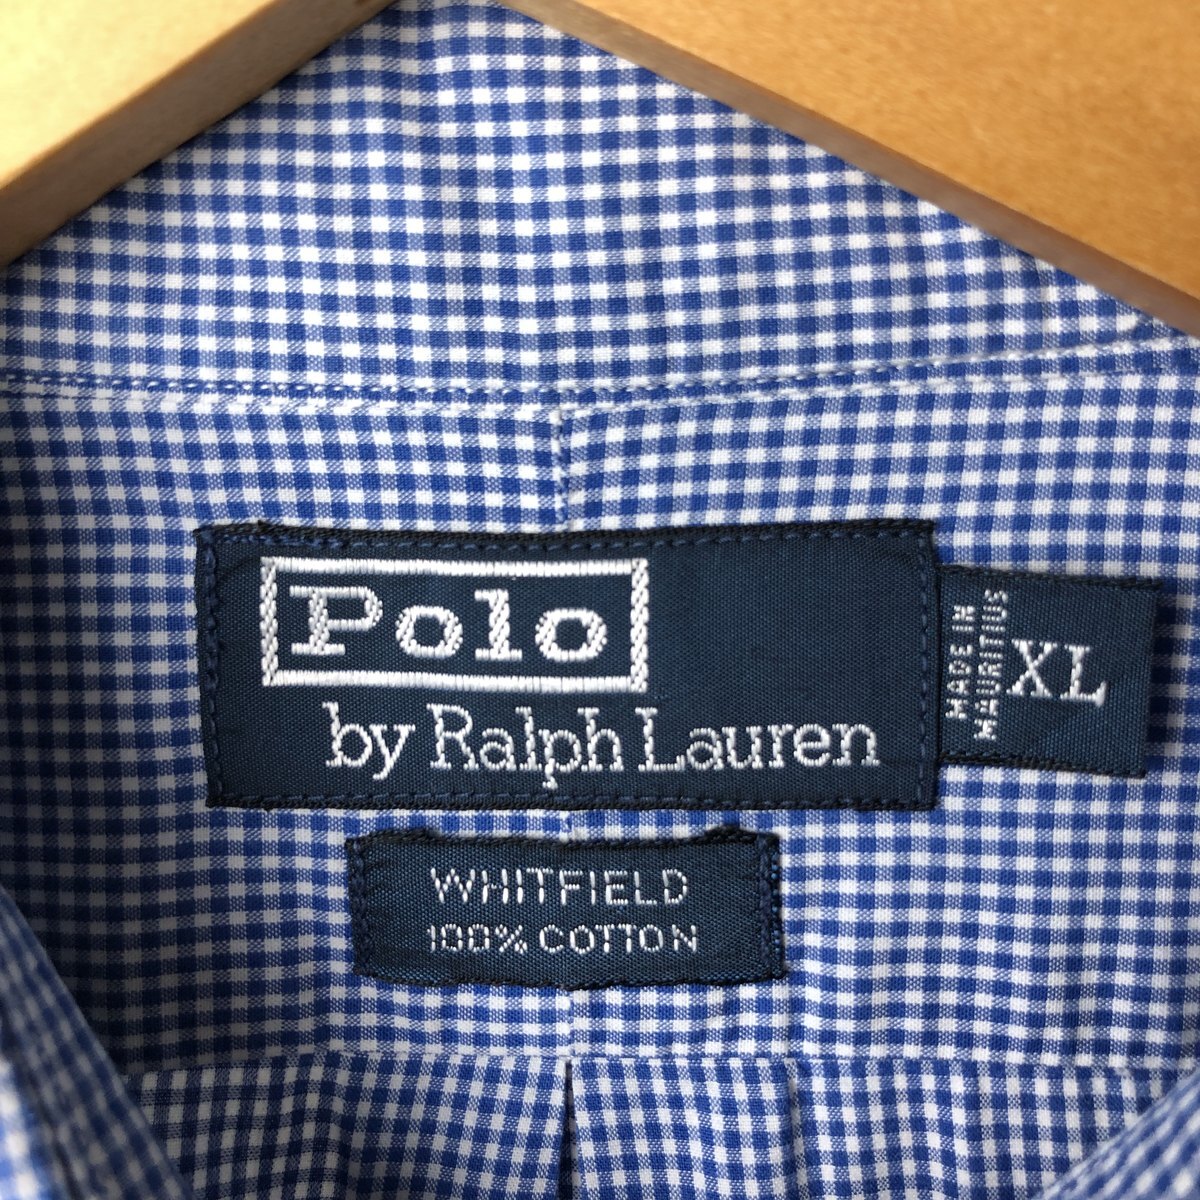 Polo
by Ralph Lauren
MADE IN
MAURITIUS
XL
WHITFIELD
100% COTTON